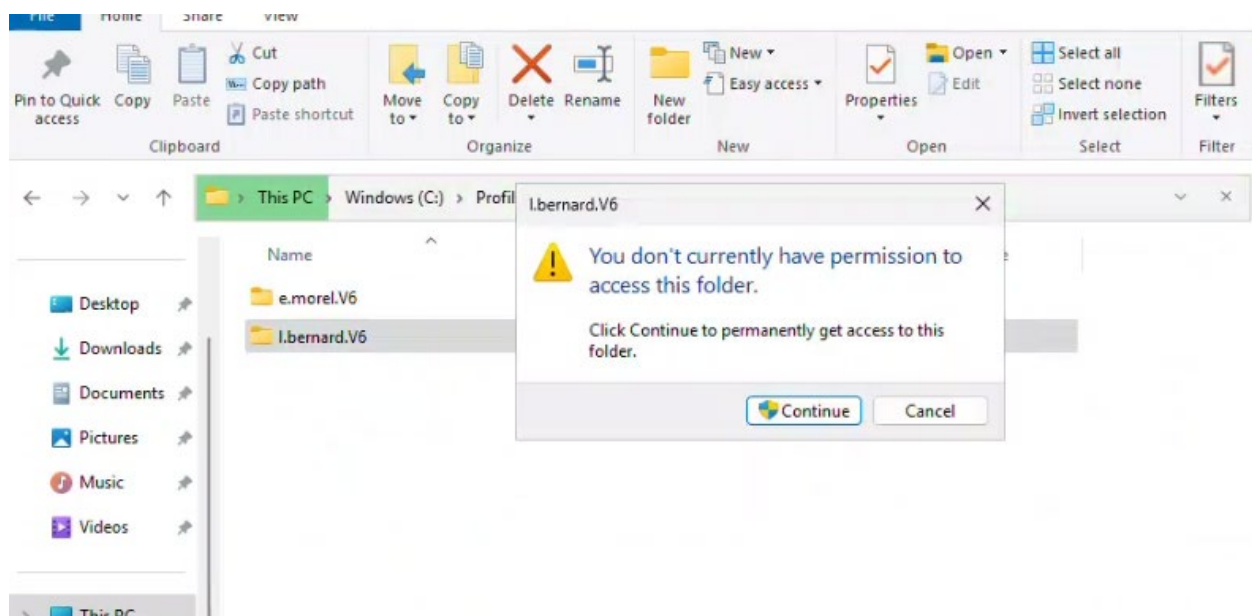 File Home Share View
Cut
Copy path
Paste shortcut
Pin to Quick access
Copy
Paste
Clipboard
Move to
Copy to
Delete
Rename
Organize
New folder
New
Easy access
New
Properties
Open
Edit
Open
Select all
Select none
Invert selection
Select
Filters
Filter
This PC > Windows (C:) > Profil
l.bernard.V6
You don't currently have permission to
access this folder.
Click Continue to permanently get access to this
folder.
Continue Cancel
Name
e.morel.V6
l.bernard.V6
Desktop
Downloads
Documents
Pictures
Music
Videos
This PC